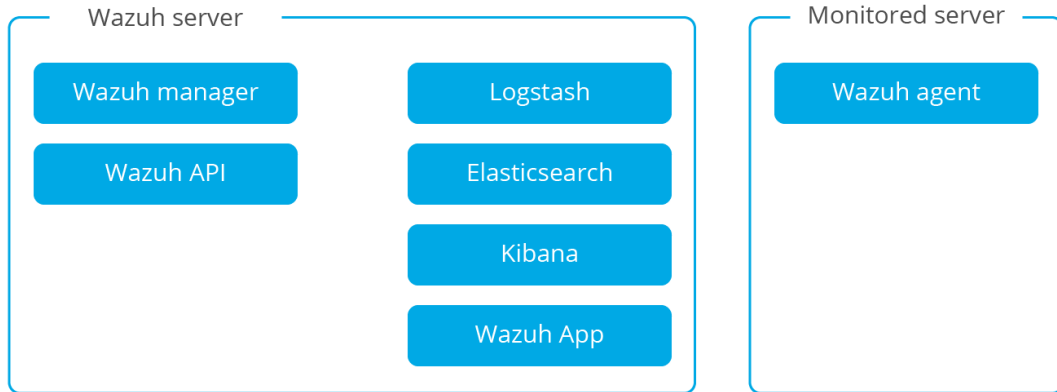 Wazuh server
Monitored server
Wazuh manager
Logstash
Wazuh agent
Wazuh API
Elasticsearch
Kibana
Wazuh App